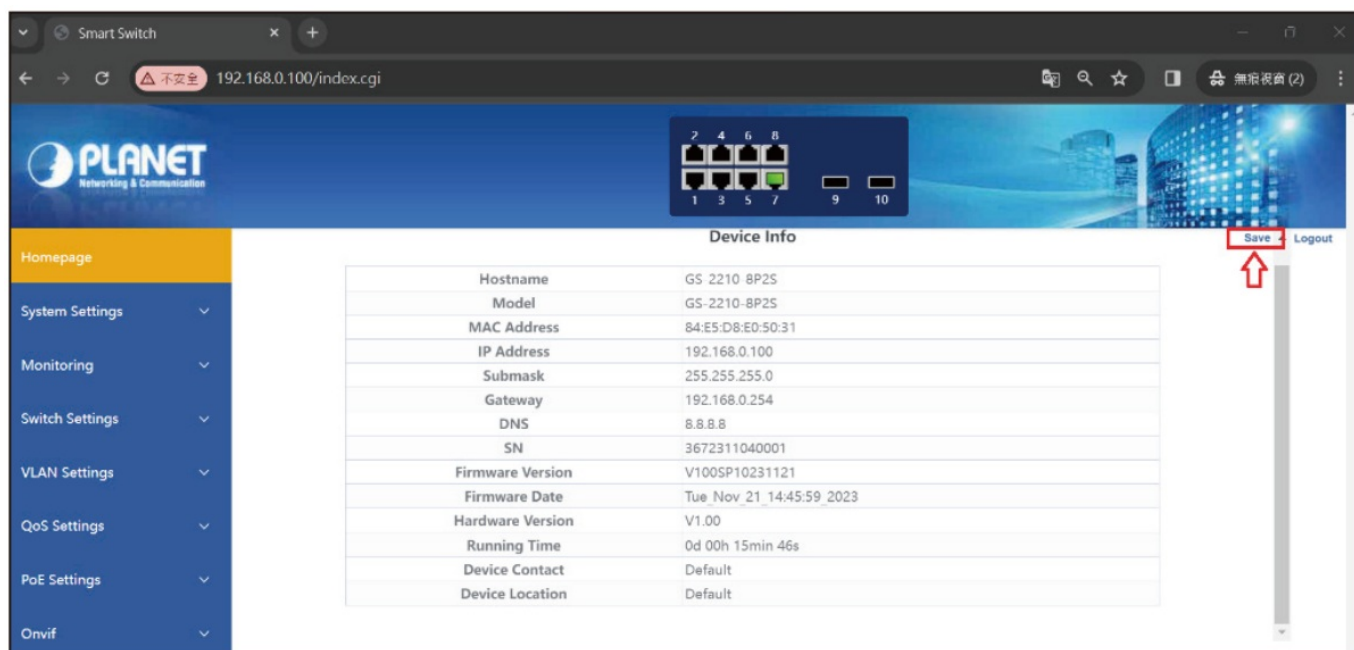 Smart Switch
不安全 192.168.0.100/index.cgi 無痕視窗 (2)
PLANET
Networking & Communication
2 4 6 8
1 3 5 7 9 10
Device Info
Save Logout
Homepage
System Settings
Monitoring
Switch Settings
VLAN Settings
QoS Settings
PoE Settings
Onvif
Hostname GS-2210-8P2S
Model GS-2210-8P2S
MAC Address 84:E5:D8:E0:50:31
IP Address 192.168.0.100
Submask 255.255.255.0
Gateway 192.168.0.254
DNS 8.8.8.8
SN 3672311040001
Firmware Version V100SP10231121
Firmware Date Tue_Nov_21_14:45:59_2023
Hardware Version V1.00
Running Time 0d 00h 15min 46s
Device Contact Default
Device Location Default